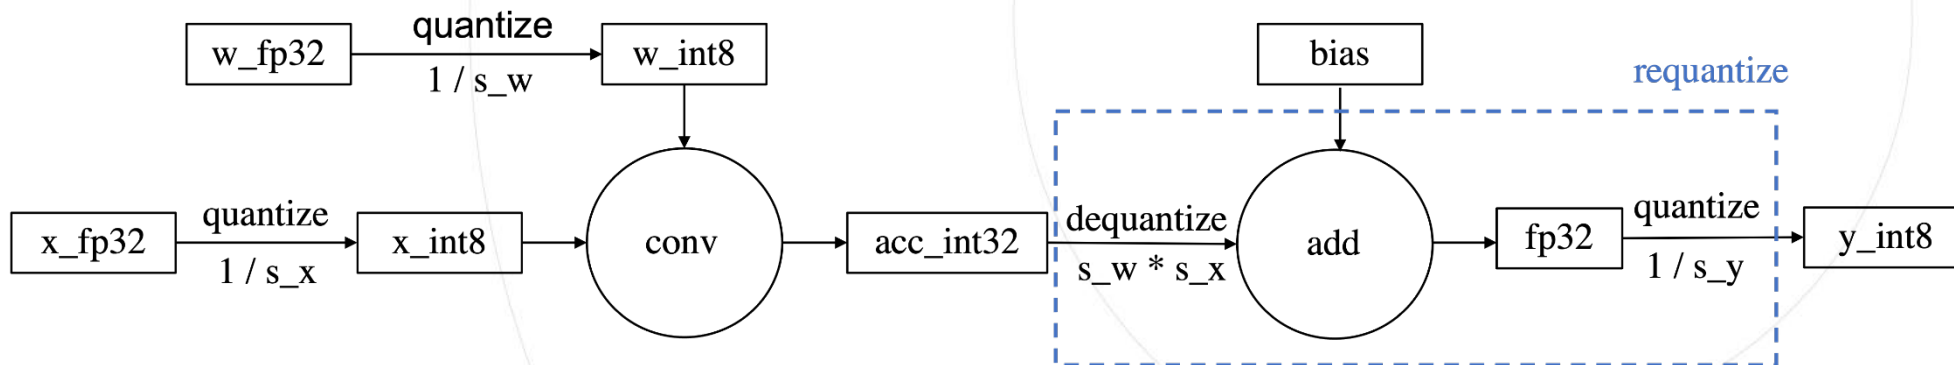 quantize
w_fp32
w_int8
1 / s_w
bias
requantize
quantize
x_fp32
x_int8
1 / s_x
conv
acc_int32
dequantize
s_w * s_x
add
fp32
quantize
1 / s_y
y_int8